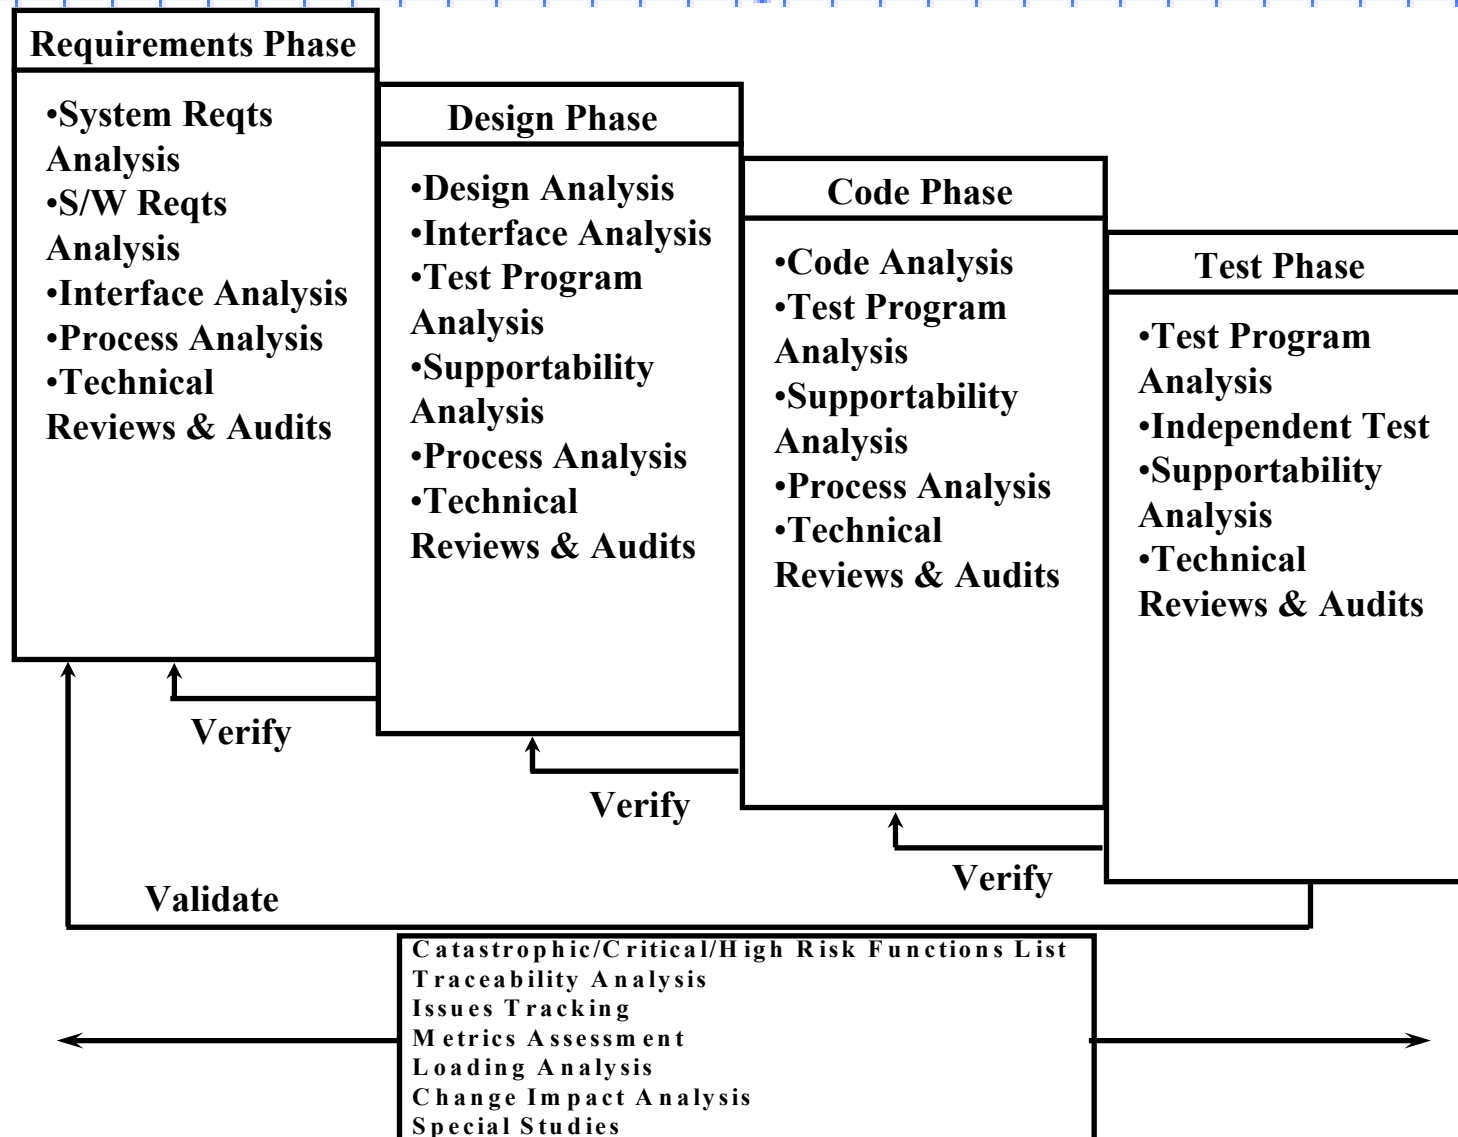 Requirements Phase
•System Reqts
Analysis
•S/W Reqts
Analysis
•Interface Analysis
•Process Analysis
•Technical
Reviews & Audits
Design Phase
•Design Analysis
•Interface Analysis
•Test Program
Analysis
•Supportability
Analysis
•Process Analysis
•Technical
Reviews & Audits
Code Phase
•Code Analysis
•Test Program
Analysis
•Supportability
Analysis
•Process Analysis
•Technical
Reviews & Audits
Test Phase
•Test Program
Analysis
•Independent Test
•Supportability
Analysis
•Technical
Reviews & Audits
Verify
Verify
Verify
Validate
Catastrophic/Critical/High Risk Functions List
Traceability Analysis
Issues Tracking
Metrics Assessment
Loading Analysis
Change Impact Analysis
Special Studies